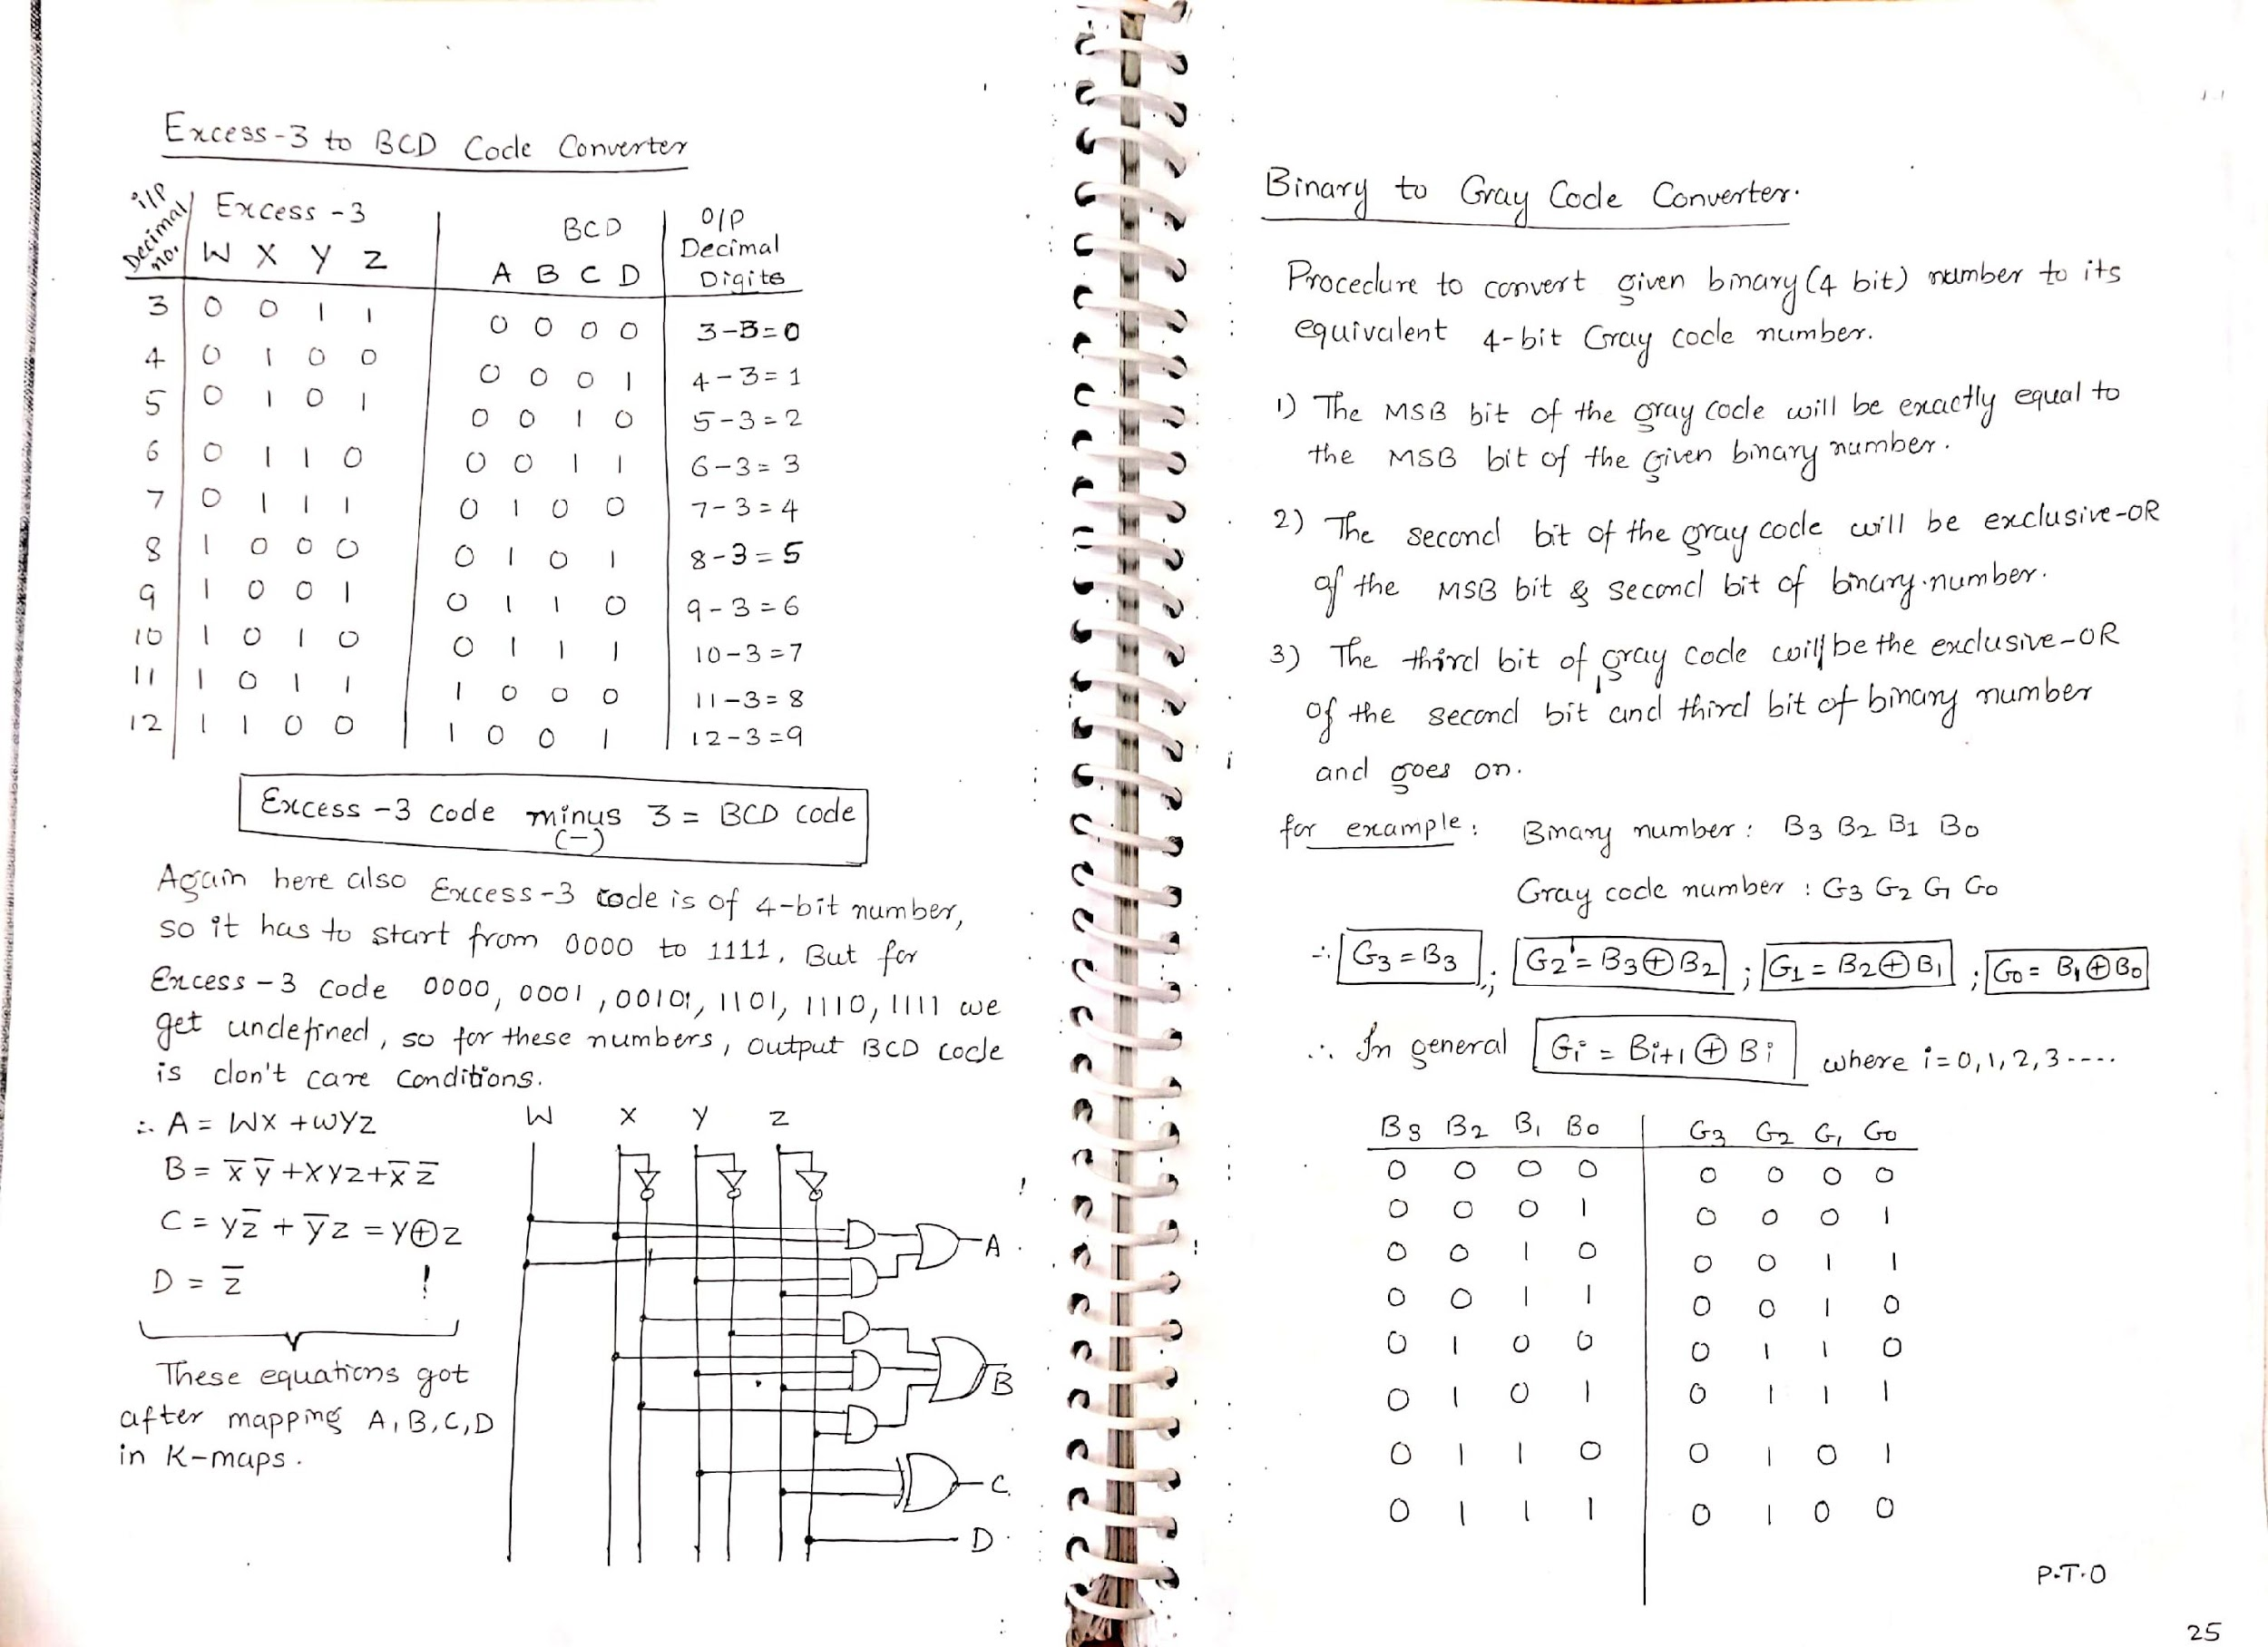 Excess-3 to BCD Code Converter
i/P Decimal no. Excess-3 BCD O/P Decimal Digits
W X Y Z A B C D
3 0 0 1 1 0 0 0 0 3-3=0
4 0 1 0 0 0 0 0 1 4-3=1
5 0 1 0 1 0 0 1 0 5-3=2
6 0 1 1 0 0 0 1 1 6-3=3
7 0 1 1 1 0 1 0 0 7-3=4
8 1 0 0 0 0 1 0 1 8-3=5
9 1 0 0 1 0 1 1 0 9-3=6
10 1 0 1 0 0 1 1 1 10-3=7
11 1 0 1 1 1 0 0 0 11-3=8
12 1 1 0 0 1 0 0 1 12-3=9
Excess-3 code minus 3 = BCD code
(-)
Again here also Excess-3 code is of 4-bit number,
so it has to start from 0000 to 1111, But for
Excess-3 code 0000, 0001, 0010, 1101, 1110, 1111 we
get undefined, so for these numbers, output BCD code
is don't care conditions.
∴ A = WX + WYZ
B = X̅ Y̅ + XYZ + X̅ Z̅
C = YZ̅ + Y̅Z = Y⊕Z
D = Z̅
These equations got
after mapping A, B, C, D
in K-maps.
W X Y Z
A
B
C
D
Binary to Gray Code Converter.
Procedure to convert given binary (4 bit) number to its
equivalent 4-bit Gray code number.
1) The MSB bit of the gray code will be exactly equal to
the MSB bit of the given binary number.
2) The second bit of the gray code will be exclusive-OR
of the MSB bit & second bit of binary number.
3) The third bit of gray code will be the exclusive-OR
of the second bit and third bit of binary number
and goes on.
for example: Binary number: B3 B2 B1 B0
Gray code number: G3 G2 G1 G0
∴ G3 = B3 ; G2 = B3⊕B2 ; G1 = B2⊕B1 ; G0 = B1⊕B0
∴ In general Gi = Bi+1 ⊕ Bi where i=0,1,2,3----
B3 B2 B1 B0 G3 G2 G1 G0
0 0 0 0 0 0 0 0
0 0 0 1 0 0 0 1
0 0 1 0 0 0 1 1
0 0 1 1 0 0 1 0
0 1 0 0 0 1 1 0
0 1 0 1 0 1 1 1
0 1 1 0 0 1 0 1
0 1 1 1 0 1 0 0
P.T.O
25